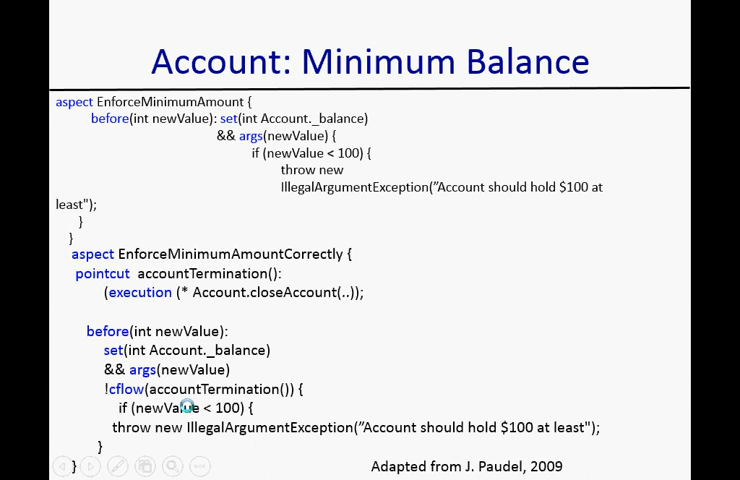 Account: Minimum Balance
aspect EnforceMinimumAmount {
before(int newValue): set(int Account._balance)
&& args(newValue) {
if (newValue < 100) {
throw new
IllegalArgumentException(”Account should hold $100 at
least");
}
}
aspect EnforceMinimumAmountCorrectly {
pointcut accountTermination():
(execution (* Account.closeAccount(..));
before(int newValue):
set(int Account._balance)
&& args(newValue)
!cflow(accountTermination()) {
if (newValue < 100) {
throw new IllegalArgumentException(”Account should hold $100 at least");
}
}
Adapted from J. Paudel, 2009